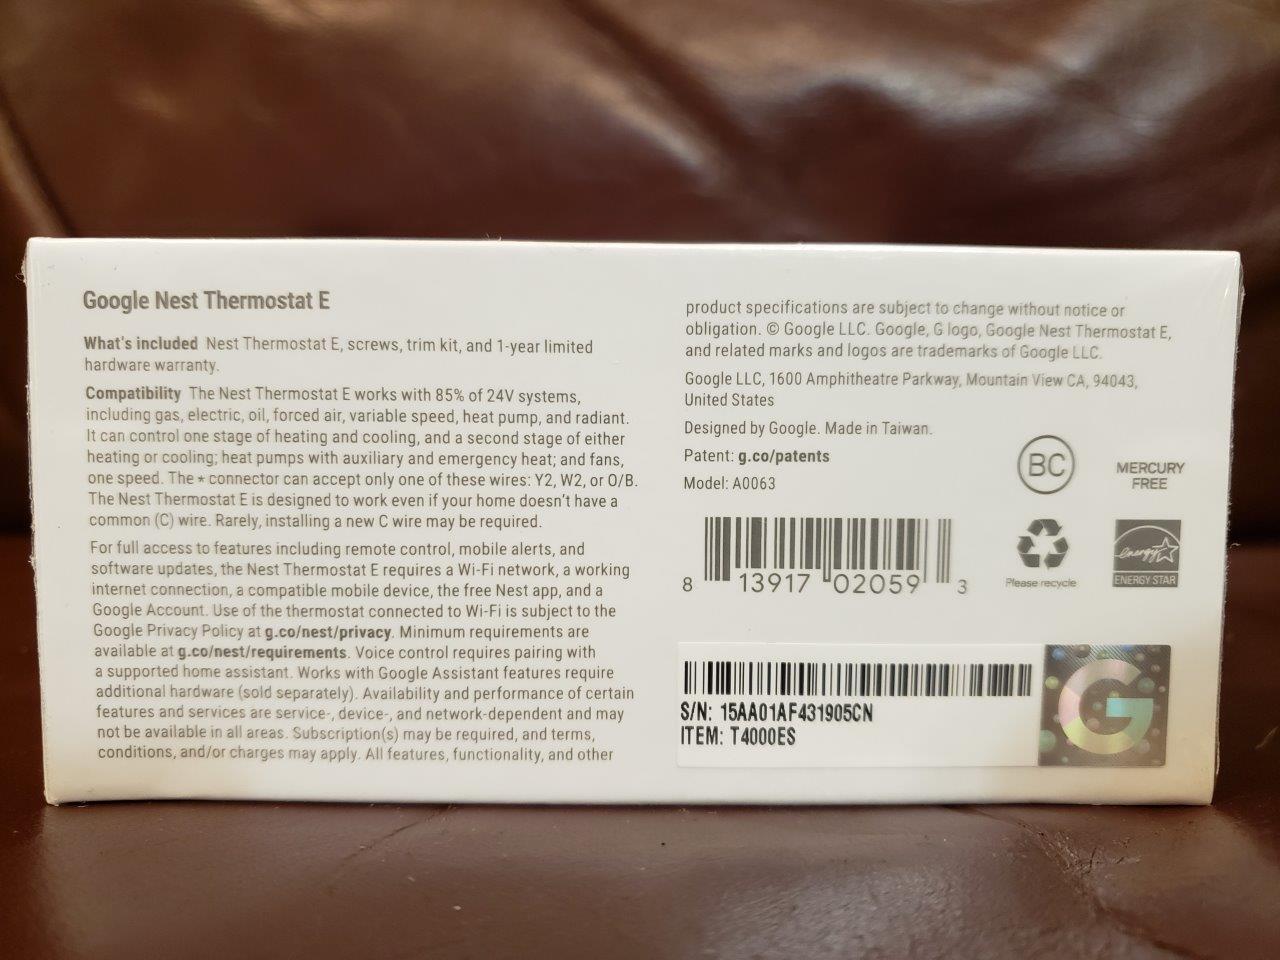 Google Nest Thermostat E
What's included Nest Thermostat E, screws, trim kit, and 1-year limited
hardware warranty.
Compatibility The Nest Thermostat E works with 85% of 24V systems,
including gas, electric, oil, forced air, variable speed, heat pump, and radiant.
It can control one stage of heating and cooling, and a second stage of either
heating or cooling; heat pumps with auxiliary and emergency heat; and fans,
one speed. The * connector can accept only one of these wires: Y2, W2, or O/B.
The Nest Thermostat E is designed to work even if your home doesn't have a
common (C) wire. Rarely, installing a new C wire may be required.
For full access to features including remote control, mobile alerts, and
software updates, the Nest Thermostat E requires a Wi-Fi network, a working
internet connection, a compatible mobile device, the free Nest app, and a
Google Account. Use of the thermostat connected to Wi-Fi is subject to the
Google Privacy Policy at g.co/nest/privacy. Minimum requirements are
available at g.co/nest/requirements. Voice control requires pairing with
a supported home assistant. Works with Google Assistant features require
additional hardware (sold separately). Availability and performance of certain
features and services are service-, device-, and network-dependent and may
not be available in all areas. Subscription(s) may be required, and terms,
conditions, and/or charges may apply. All features, functionality, and other
product specifications are subject to change without notice or
obligation. © Google LLC. Google, G logo, Google Nest Thermostat E,
and related marks and logos are trademarks of Google LLC.
Google LLC, 1600 Amphitheatre Parkway, Mountain View CA, 94043,
United States
Designed by Google. Made in Taiwan.
Patent: g.co/patents
Model: A0063
BC
MERCURY
FREE
8 13917 02059 3
Please recycle
energy
ENERGY STAR
S/N: 15AA01AF431905CN
ITEM: T4000ES
G